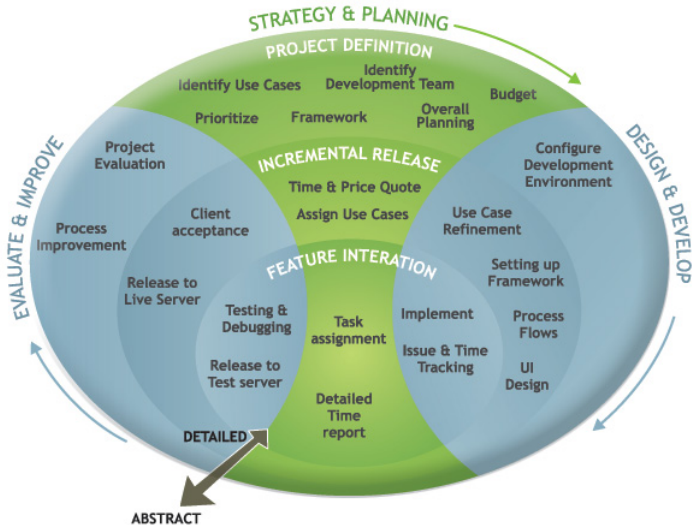 STRATEGY & PLANNING
PROJECT DEFINITION
Identify Use Cases
Identify
Development Team
Budget
Prioritize
Framework
Overall
Planning
EVALUATE & IMPROVE
DESIGN & DEVELOP
Project
Evaluation
INCREMENTAL RELEASE
Configure
Development
Environment
Time & Price Quote
Assign Use Cases
Process
Improvement
Client
acceptance
Use Case
Refinement
FEATURE INTERATION
Release to
Live Server
Setting up
Framework
Testing &
Debugging
Task
assignment
Implement
Process
Flows
Release to
Test server
Issue & Time
Tracking
UI
Design
Detailed
Time
report
DETAILED
ABSTRACT